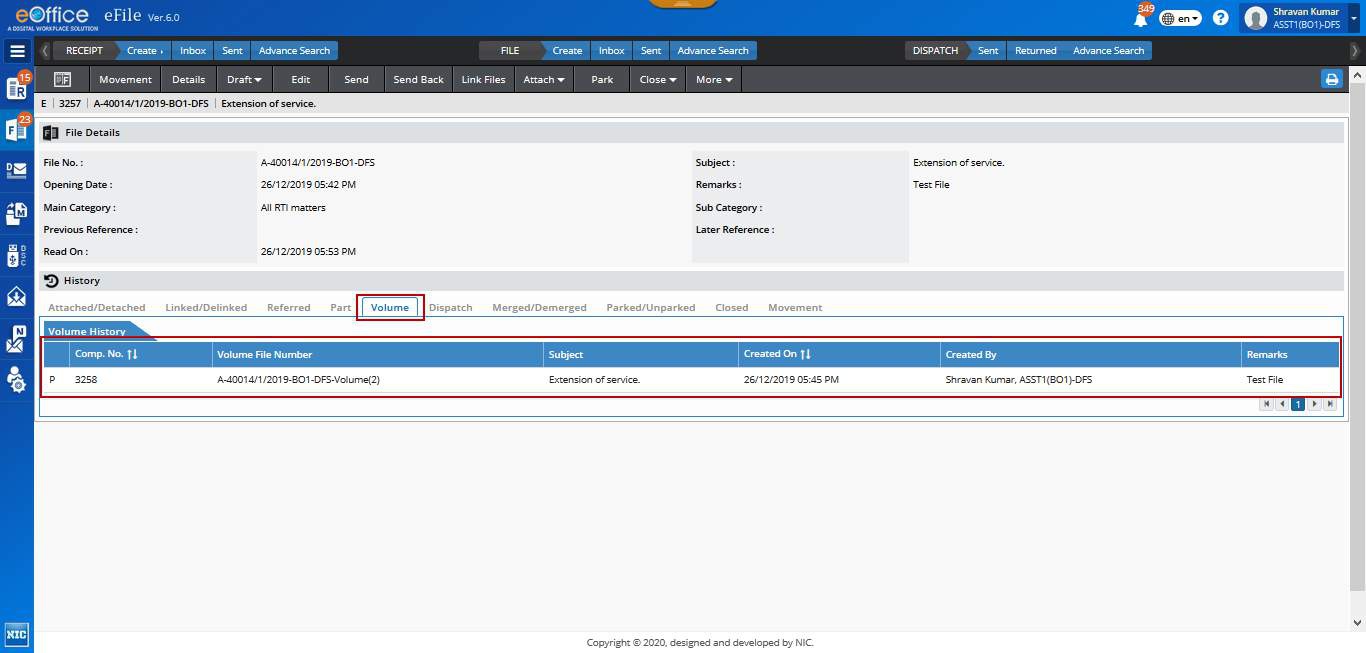 eOffice
A DIGITAL WORKPLACE SOLUTION
eFile Ver.6.0
349
en
?
Shravan Kumar
ASST1(BO1)-DFS
RECEIPT Create Inbox Sent Advance Search
FILE Create Inbox Sent Advance Search
DISPATCH Sent Returned Advance Search
Movement Details Draft Edit Send Send Back Link Files Attach Park Close More
15
R
23
F
D
M
DSC
N
NIC
E 3257 A-40014/1/2019-BO1-DFS Extension of service.
File Details
File No. : A-40014/1/2019-BO1-DFS Subject : Extension of service.
Opening Date : 26/12/2019 05:42 PM Remarks : Test File
Main Category : All RTI matters Sub Category :
Previous Reference : Later Reference :
Read On : 26/12/2019 05:53 PM
History
Attached/Detached Linked/Delinked Referred Part Volume Dispatch Merged/Demerged Parked/Unparked Closed Movement
Volume History
Comp. No. Volume File Number Subject Created On Created By Remarks
P 3258 A-40014/1/2019-BO1-DFS-Volume(2) Extension of service. 26/12/2019 05:45 PM Shravan Kumar, ASST1(BO1)-DFS Test File
1
Copyright © 2020, designed and developed by NIC.